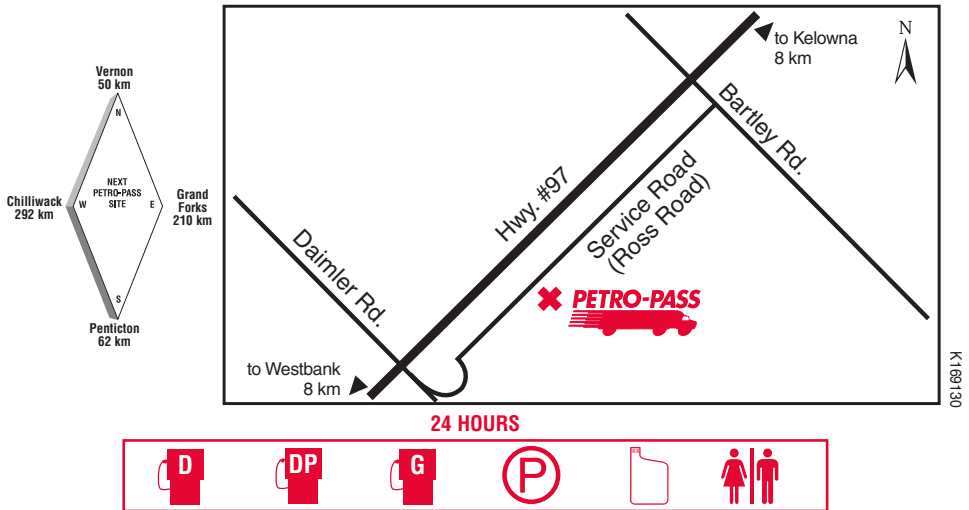 Vernon
50 km
N
NEXT
PETRO-PASS
SITE
Chilliwack
292 km
W
E
Grand
Forks
210 km
S
Penticton
62 km
N
to Kelowna
8 km
Bartley Rd.
Hwy. #97
Service Road
(Ross Road)
Daimler Rd.
PETRO-PASS
to Westbank
8 km
K169130
24 HOURS
D
DP
G
P